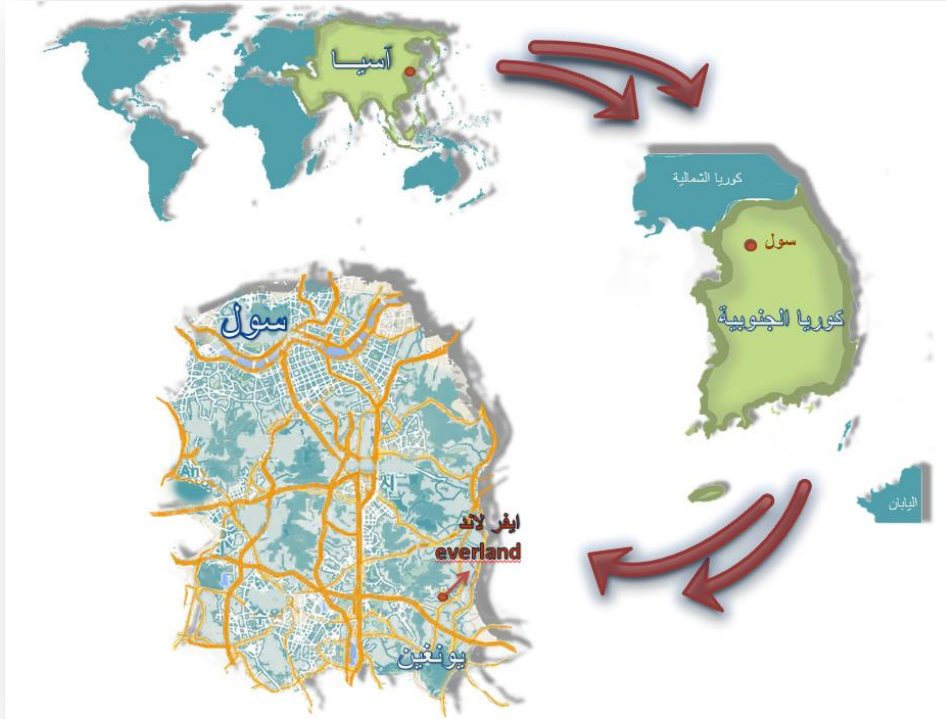 آسيا
كوريا الشمالية
سول
كوريا الجنوبية
اليابان
سول
ايفر لاند
everland
يونغين